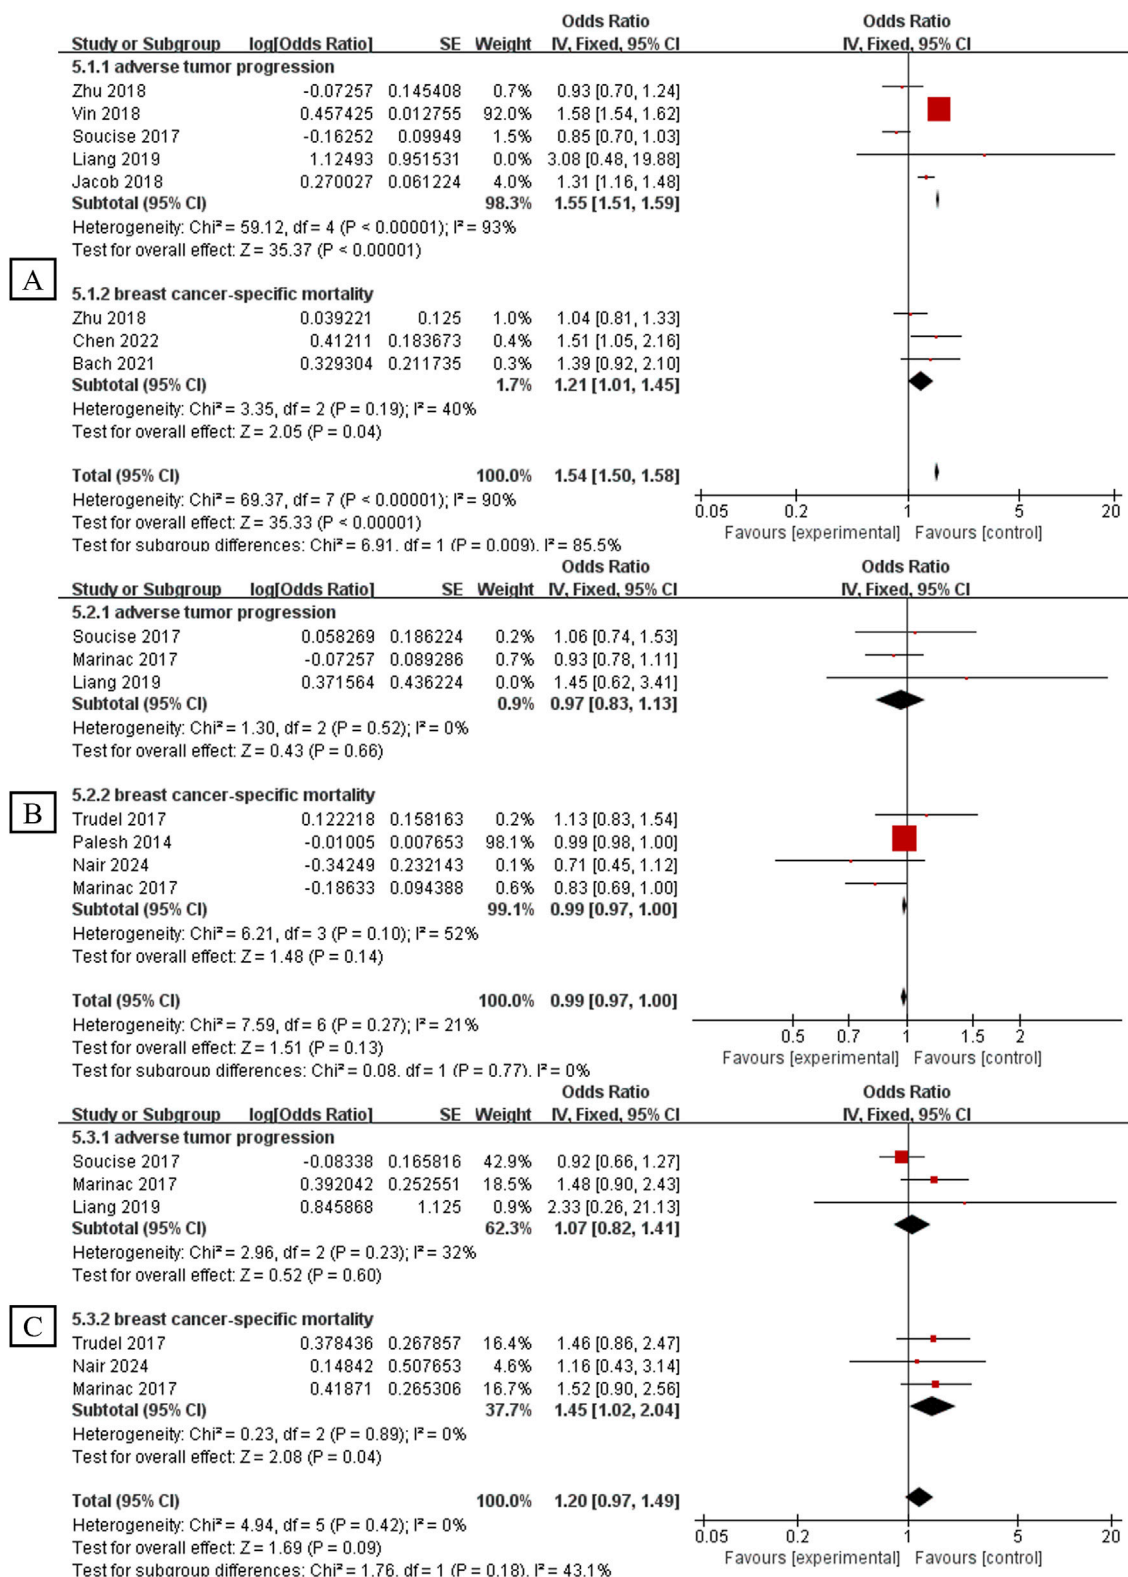 Odds Ratio Odds Ratio
Study or Subgroup log[Odds Ratio] SE Weight IV, Fixed, 95% CI IV, Fixed, 95% CI
5.1.1 adverse tumor progression
Zhu 2018 -0.07257 0.145408 0.7% 0.93 [0.70, 1.24]
Vin 2018 0.457425 0.012755 92.0% 1.58 [1.54, 1.62]
Soucise 2017 -0.16252 0.09949 1.5% 0.85 [0.70, 1.03]
Liang 2019 1.12493 0.951531 0.0% 3.08 [0.48, 19.88]
Jacob 2018 0.270027 0.061224 4.0% 1.31 [1.16, 1.48]
Subtotal (95% CI) 98.3% 1.55 [1.51, 1.59]
Heterogeneity: Chi² = 59.12, df = 4 (P < 0.00001); I² = 93%
Test for overall effect: Z = 35.37 (P < 0.00001)
A
5.1.2 breast cancer-specific mortality
Zhu 2018 0.039221 0.125 1.0% 1.04 [0.81, 1.33]
Chen 2022 0.41211 0.183673 0.4% 1.51 [1.05, 2.16]
Bach 2021 0.329304 0.211735 0.3% 1.39 [0.92, 2.10]
Subtotal (95% CI) 1.7% 1.21 [1.01, 1.45]
Heterogeneity: Chi² = 3.35, df = 2 (P = 0.19); I² = 40%
Test for overall effect: Z = 2.05 (P = 0.04)
Total (95% CI) 100.0% 1.54 [1.50, 1.58]
Heterogeneity: Chi² = 69.37, df = 7 (P < 0.00001); I² = 90%
Test for overall effect: Z = 35.33 (P < 0.00001)
Test for subgroup differences: Chi² = 6.91, df = 1 (P = 0.009), I² = 85.5%
0.05 0.2 1 5 20
Favours [experimental] Favours [control]
Odds Ratio Odds Ratio
Study or Subgroup log[Odds Ratio] SE Weight IV, Fixed, 95% CI IV, Fixed, 95% CI
5.2.1 adverse tumor progression
Soucise 2017 0.058269 0.186224 0.2% 1.06 [0.74, 1.53]
Marinac 2017 -0.07257 0.089286 0.7% 0.93 [0.78, 1.11]
Liang 2019 0.371564 0.436224 0.0% 1.45 [0.62, 3.41]
Subtotal (95% CI) 0.9% 0.97 [0.83, 1.13]
Heterogeneity: Chi² = 1.30, df = 2 (P = 0.52); I² = 0%
Test for overall effect: Z = 0.43 (P = 0.66)
B
5.2.2 breast cancer-specific mortality
Trudel 2017 0.122218 0.158163 0.2% 1.13 [0.83, 1.54]
Palesh 2014 -0.01005 0.007653 98.1% 0.99 [0.98, 1.00]
Nair 2024 -0.34249 0.232143 0.1% 0.71 [0.45, 1.12]
Marinac 2017 -0.18633 0.094388 0.6% 0.83 [0.69, 1.00]
Subtotal (95% CI) 99.1% 0.99 [0.97, 1.00]
Heterogeneity: Chi² = 6.21, df = 3 (P = 0.10); I² = 52%
Test for overall effect: Z = 1.48 (P = 0.14)
Total (95% CI) 100.0% 0.99 [0.97, 1.00]
Heterogeneity: Chi² = 7.59, df = 6 (P = 0.27); I² = 21%
Test for overall effect: Z = 1.51 (P = 0.13)
Test for subgroup differences: Chi² = 0.08, df = 1 (P = 0.77), I² = 0%
0.5 0.7 1 1.5 2
Favours [experimental] Favours [control]
Odds Ratio Odds Ratio
Study or Subgroup log[Odds Ratio] SE Weight IV, Fixed, 95% CI IV, Fixed, 95% CI
5.3.1 adverse tumor progression
Soucise 2017 -0.08338 0.165816 42.9% 0.92 [0.66, 1.27]
Marinac 2017 0.392042 0.252551 18.5% 1.48 [0.90, 2.43]
Liang 2019 0.845868 1.125 0.9% 2.33 [0.26, 21.13]
Subtotal (95% CI) 62.3% 1.07 [0.82, 1.41]
Heterogeneity: Chi² = 2.96, df = 2 (P = 0.23); I² = 32%
Test for overall effect: Z = 0.52 (P = 0.60)
C
5.3.2 breast cancer-specific mortality
Trudel 2017 0.378436 0.267857 16.4% 1.46 [0.86, 2.47]
Nair 2024 0.14842 0.507653 4.6% 1.16 [0.43, 3.14]
Marinac 2017 0.41871 0.265306 16.7% 1.52 [0.90, 2.56]
Subtotal (95% CI) 37.7% 1.45 [1.02, 2.04]
Heterogeneity: Chi² = 0.23, df = 2 (P = 0.89); I² = 0%
Test for overall effect: Z = 2.08 (P = 0.04)
Total (95% CI) 100.0% 1.20 [0.97, 1.49]
Heterogeneity: Chi² = 4.94, df = 5 (P = 0.42); I² = 0%
Test for overall effect: Z = 1.69 (P = 0.09)
Test for subgroup differences: Chi² = 1.76, df = 1 (P = 0.18), I² = 43.1%
0.05 0.2 1 5 20
Favours [experimental] Favours [control]